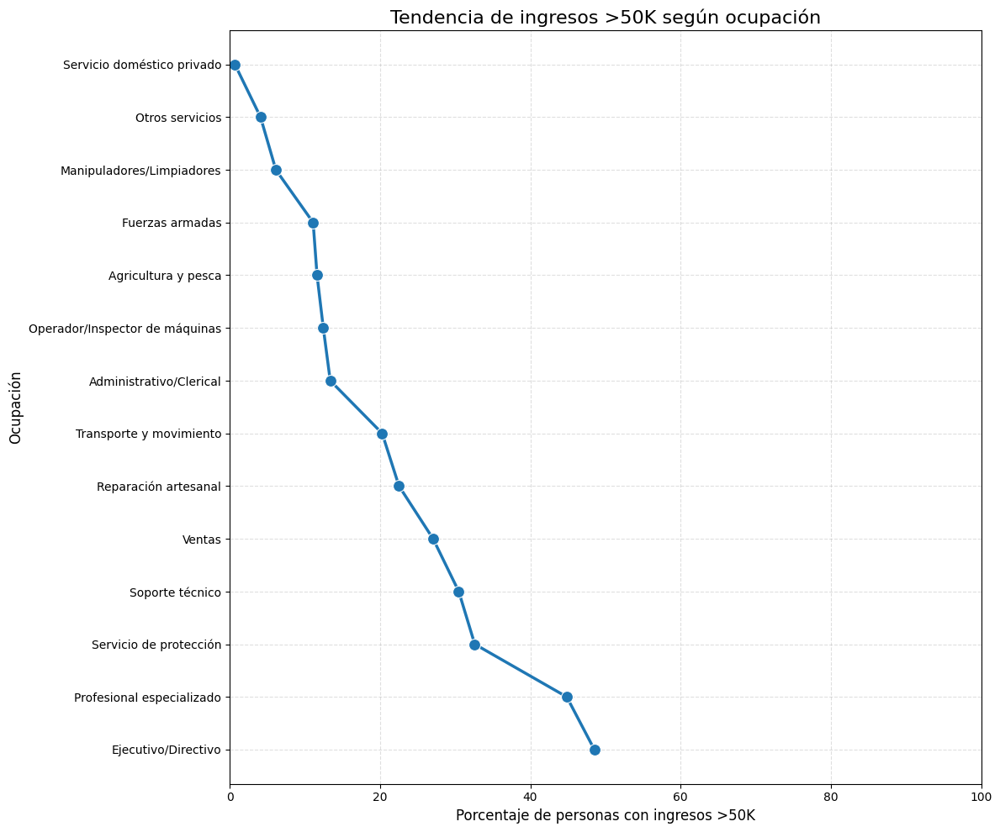 Tendencia de ingresos >50K según ocupación
Servicio doméstico privado
Otros servicios
Manipuladores/Limpiadores
Fuerzas armadas
Agricultura y pesca
Operador/Inspector de máquinas
Administrativo/Clerical
Transporte y movimiento
Reparación artesanal
Ventas
Soporte técnico
Servicio de protección
Profesional especializado
Ejecutivo/Directivo
Ocupación
0 20 40 60 80 100
Porcentaje de personas con ingresos >50K